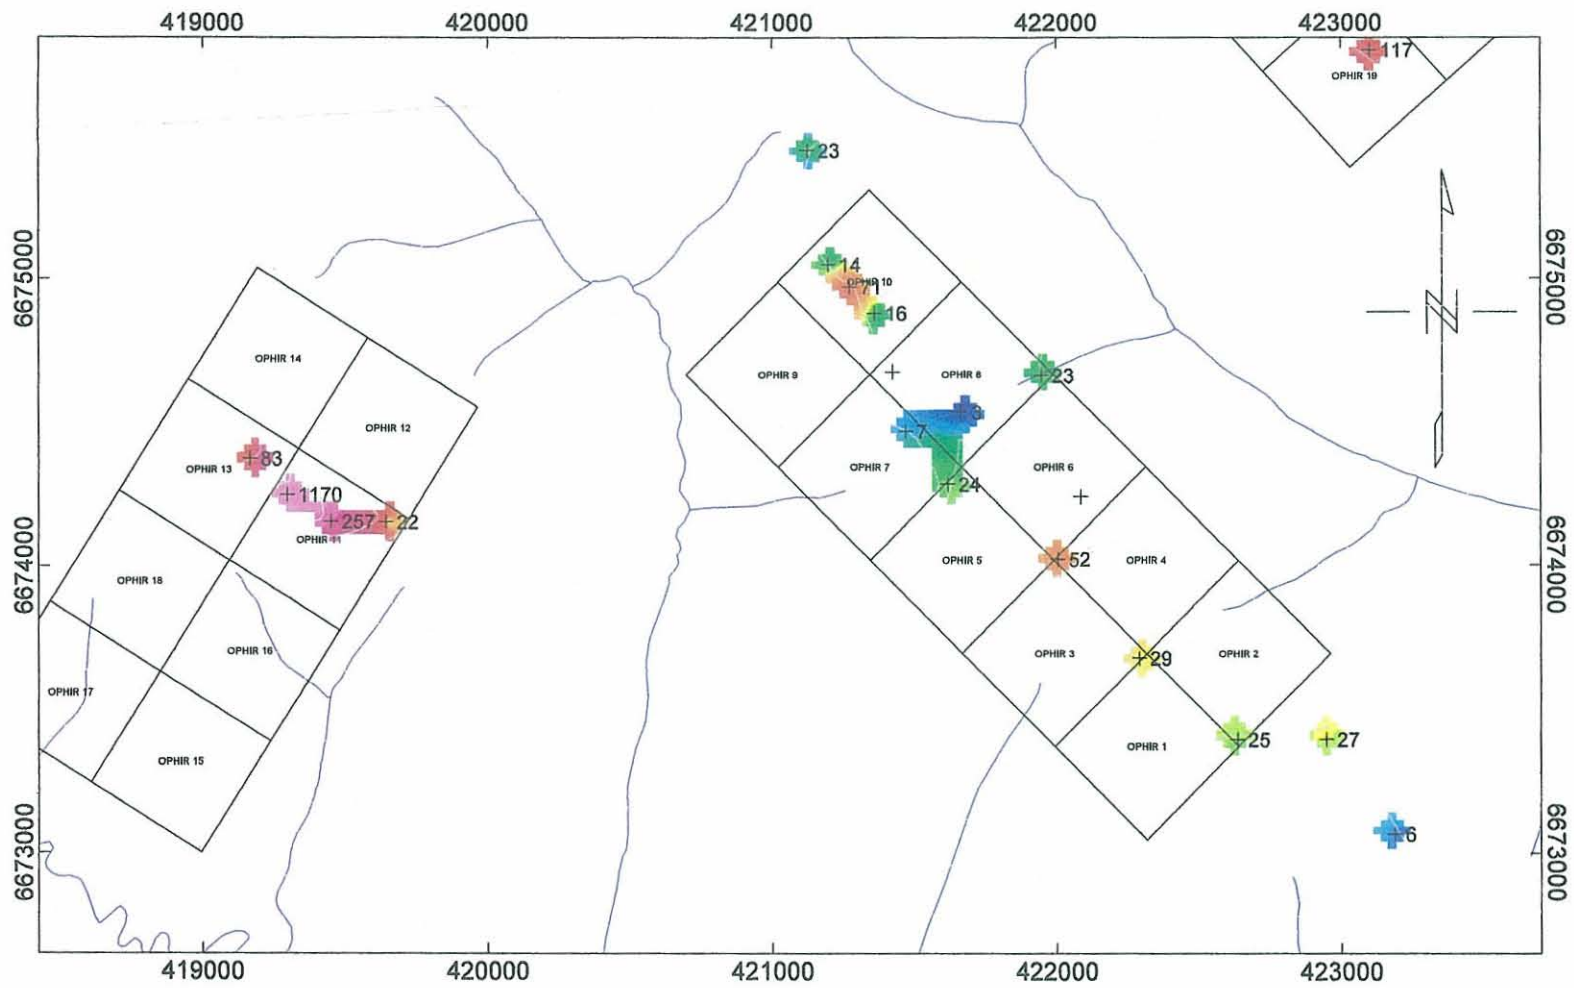 419000 420000 421000 422000 423000
117
OPHIR 19
23
6675000
6675000
14
OPHIR 10
71
16
OPHIR 14
OPHIR 9
OPHIR 8
23
OPHIR 12
3
7
83
OPHIR 13
OPHIR 7
OPHIR 6
24
1170
257
22
OPHIR 11
N
6674000
6674000
52
OPHIR 5
OPHIR 4
OPHIR 18
OPHIR 16
OPHIR 3
29
OPHIR 2
OPHIR 17
25
27
OPHIR 1
OPHIR 15
6
6673000
6673000
419000 420000 421000 422000 423000